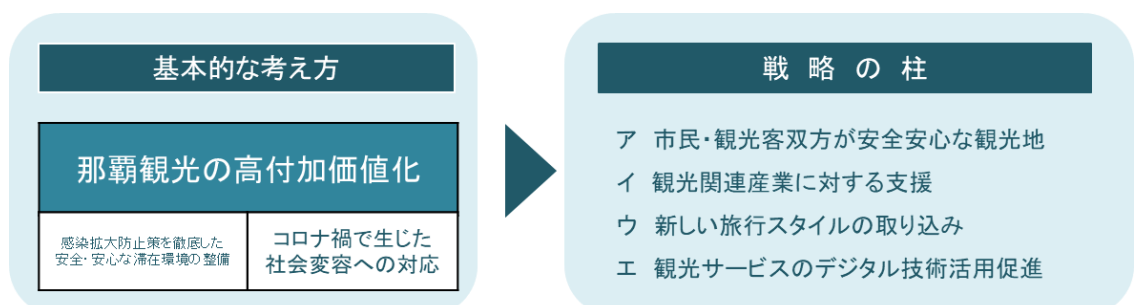 基本的な考え方
那覇観光の高付加価値化
感染拡大防止策を徹底した
安全・安心な滞在環境の整備
コロナ禍で生じた
社会変容への対応
戦略の柱
ア 市民・観光客双方が安全安心な観光地
イ 観光関連産業に対する支援
ウ 新しい旅行スタイルの取り込み
エ 観光サービスのデジタル技術活用促進